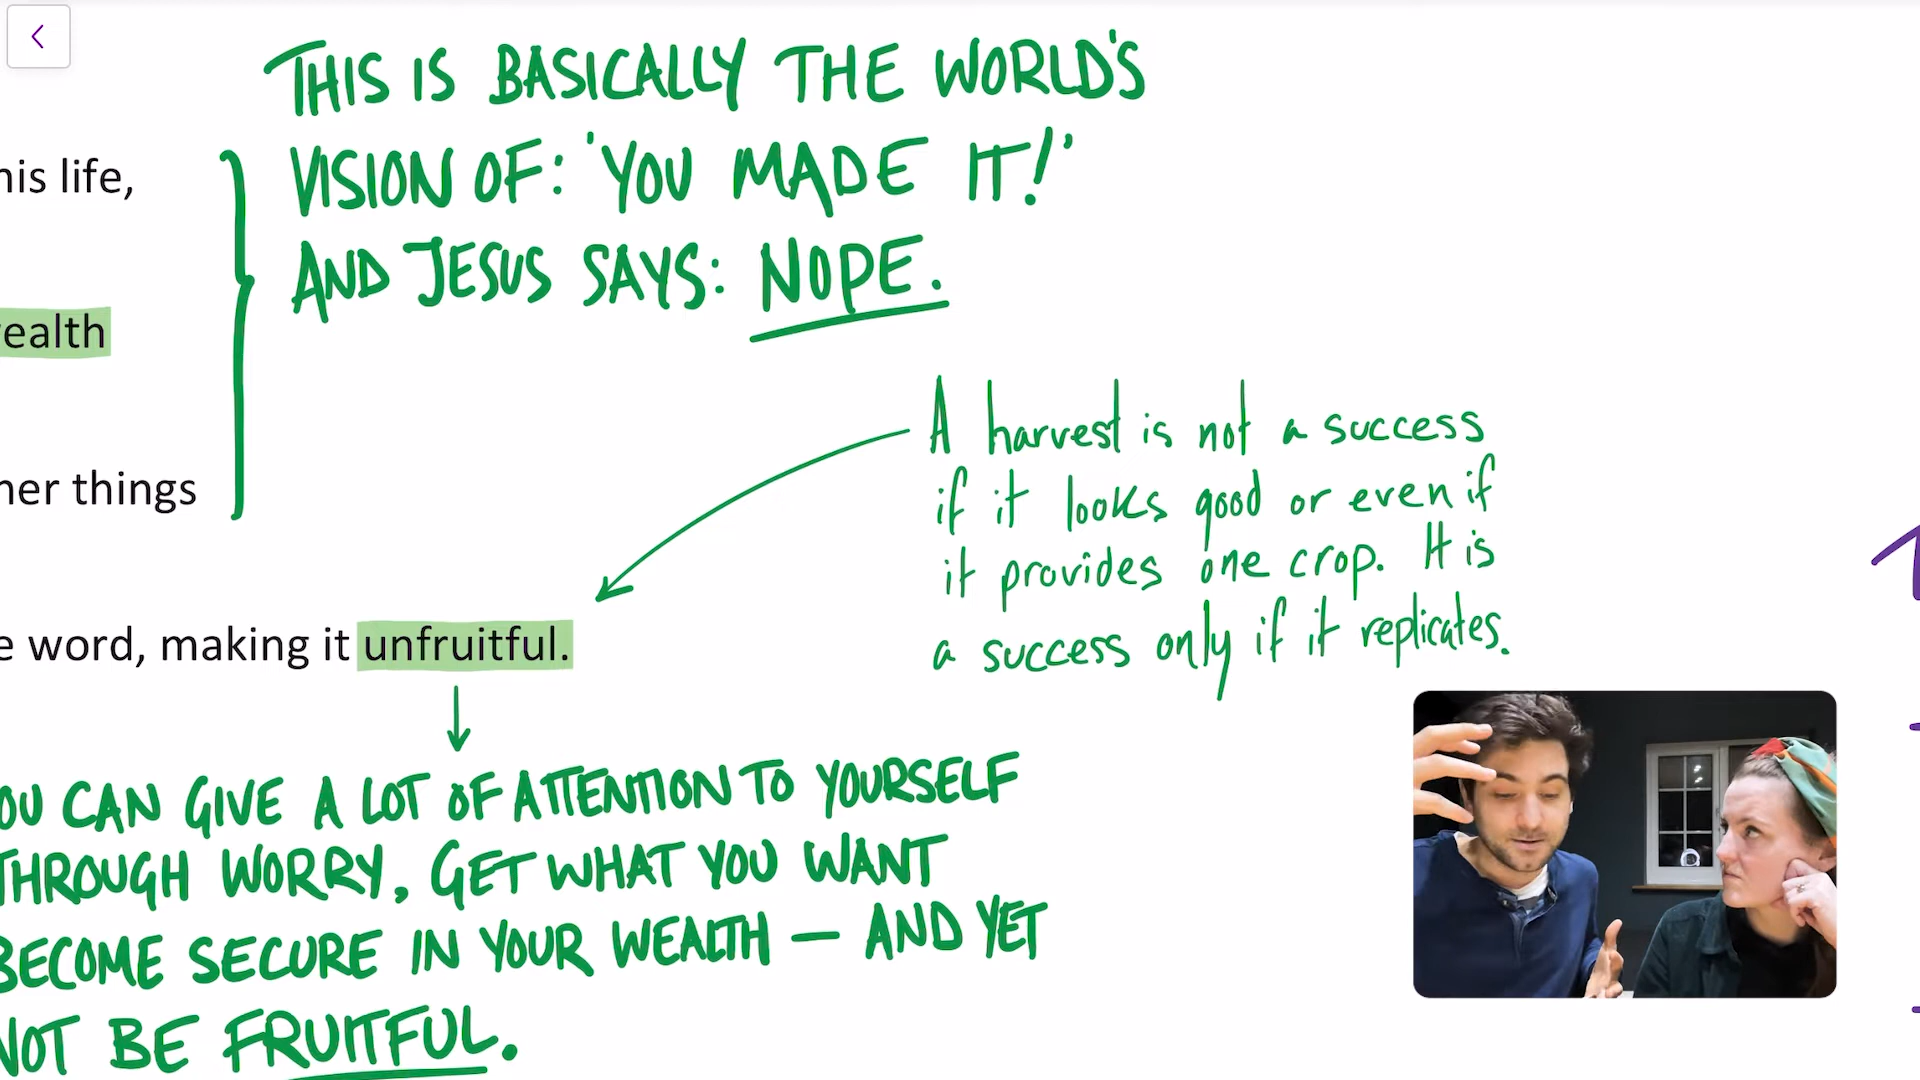 THIS IS BASICALLY THE WORLD'S
his life,
VISION OF: 'YOU MADE IT!'
AND JESUS SAYS: NOPE.
ealth
A harvest is not a success
if it looks good or even if
her things
it provides one crop. It is
e word, making it unfruitful.
a success only if it replicates.
OU CAN GIVE A LOT OF ATTENTION TO YOURSELF
THROUGH WORRY, GET WHAT YOU WANT
BECOME SECURE IN YOUR WEALTH — AND YET
NOT BE FRUITFUL.